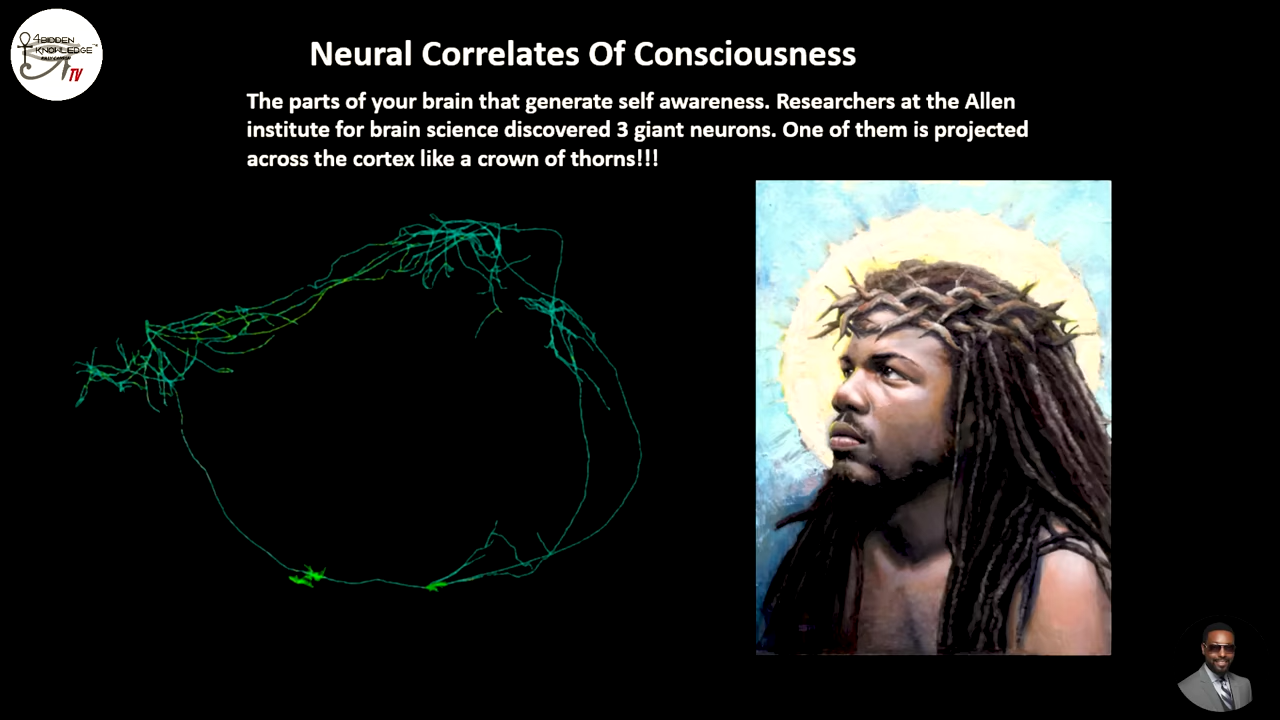 4BIDDEN
KNOWLEDGE
TV
Neural Correlates Of Consciousness
The parts of your brain that generate self awareness. Researchers at the Allen
institute for brain science discovered 3 giant neurons. One of them is projected
across the cortex like a crown of thorns!!!